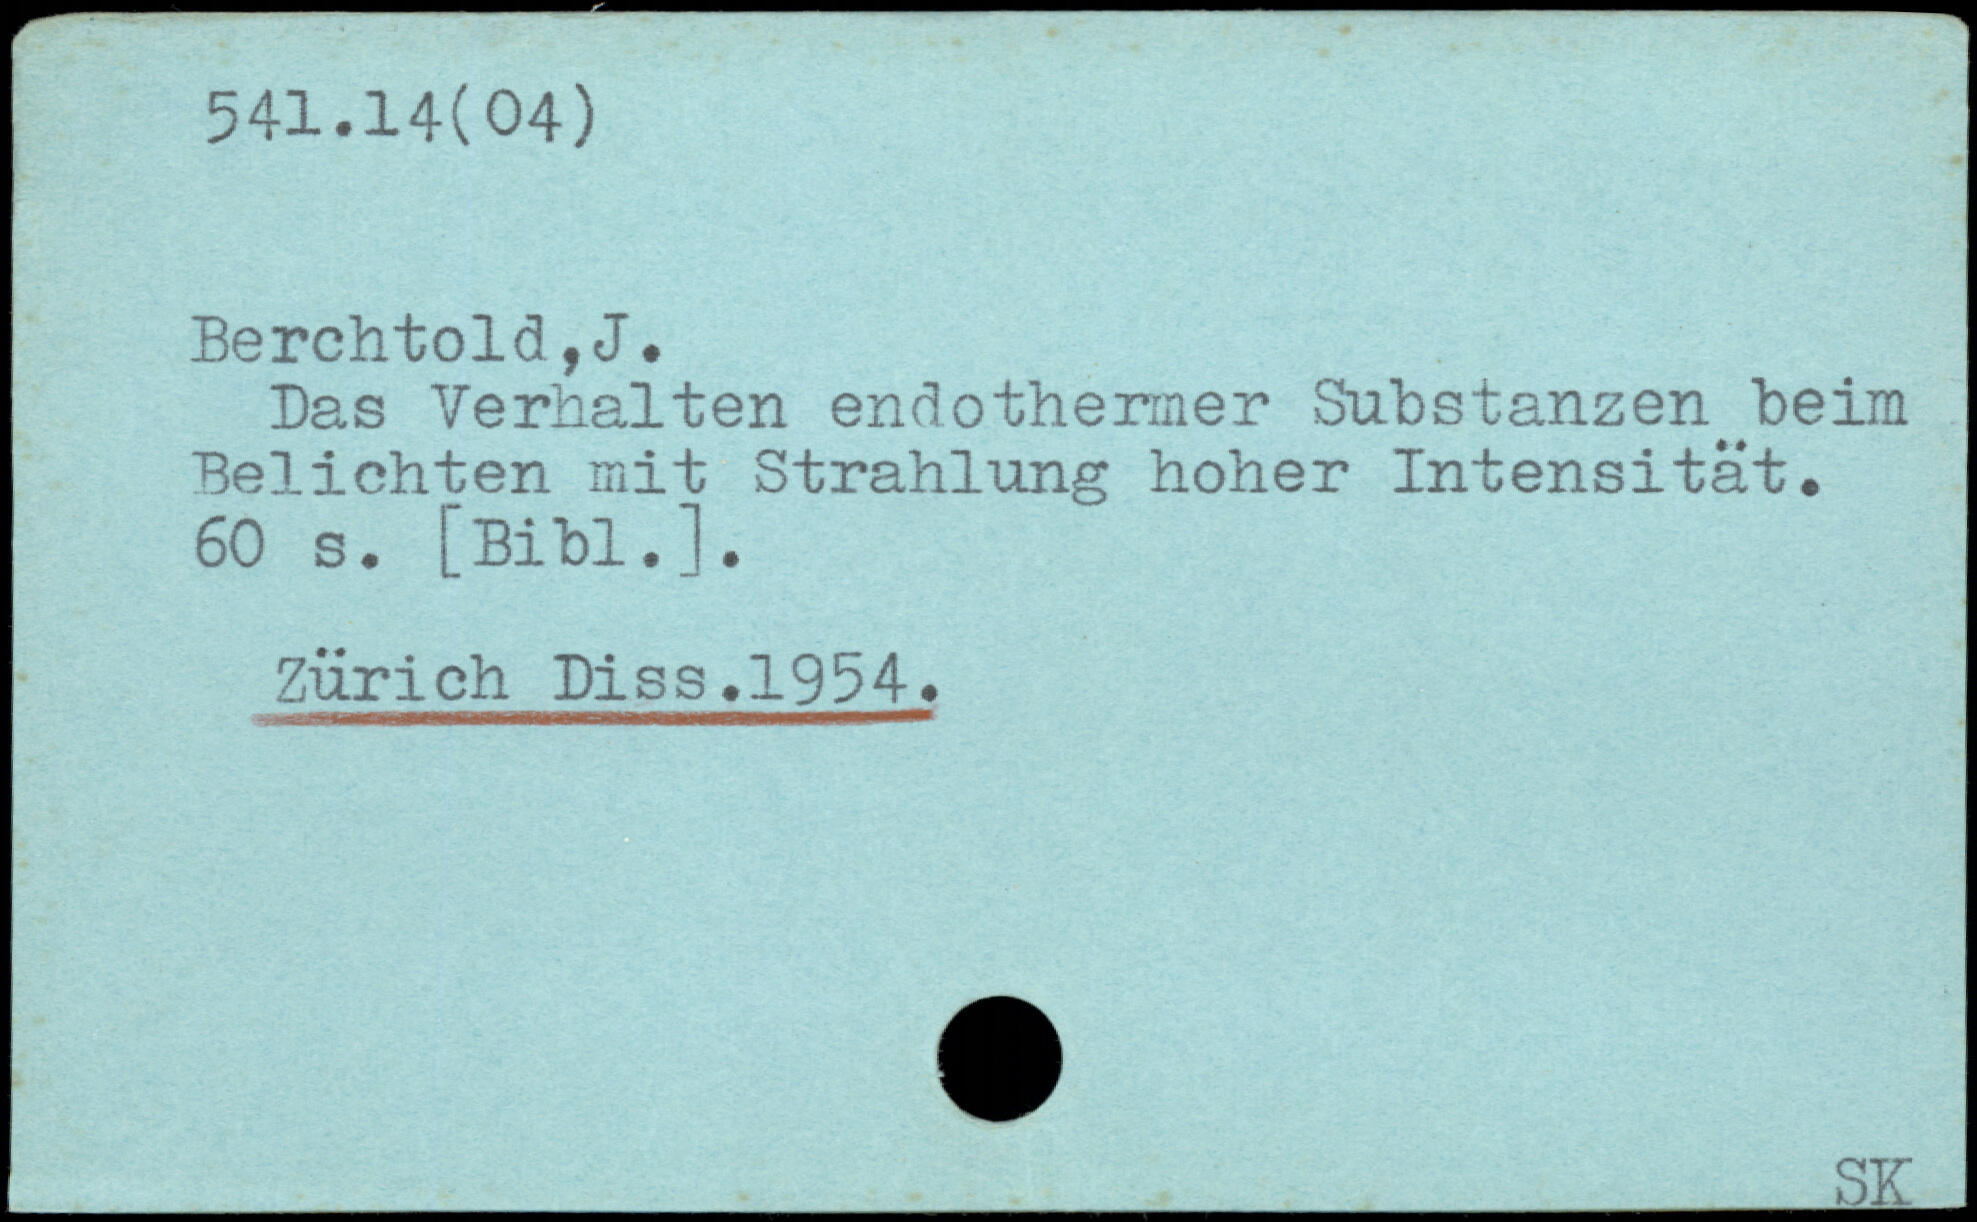 541.14(04)
Berchtold,J.
Das Verhalten endothermer Substanzen beim
Belichten mit Strahlung hoher Intensität.
60 s. [Bibl.].
Zürich Diss.1954.
SK